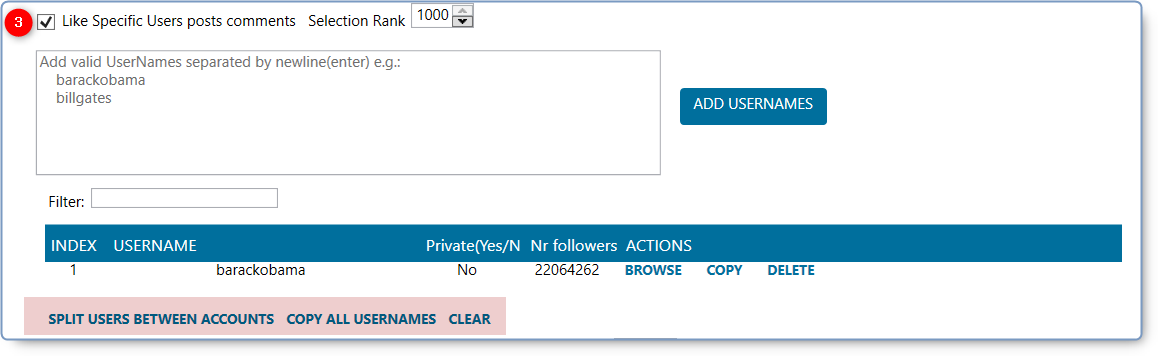 3 Like Specific Users posts comments Selection Rank 1000
Add valid UserNames separated by newline(enter) e.g.:
barackobama
billgates
ADD USERNAMES
Filter:
INDEX USERNAME Private(Yes/N Nr followers ACTIONS
1 barackobama No 22064262 BROWSE COPY DELETE
SPLIT USERS BETWEEN ACCOUNTS COPY ALL USERNAMES CLEAR